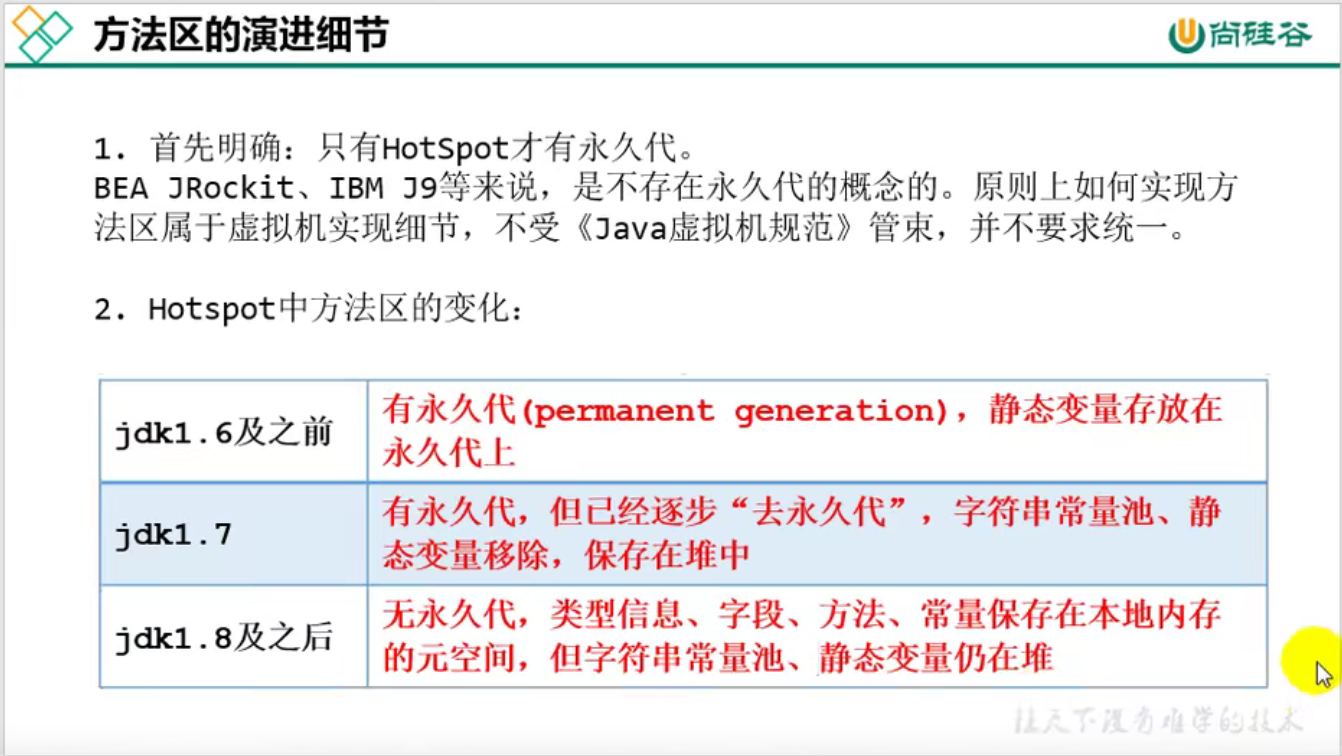 方法区的演进细节
尚硅谷
1. 首先明确：只有HotSpot才有永久代。
BEA JRockit、IBM J9等来说，是不存在永久代的概念的。原则上如何实现方
法区属于虚拟机实现细节，不受《Java虚拟机规范》管束，并不要求统一。
2. Hotspot中方法区的变化：
jdk1.6及之前
有永久代(permanent generation)，静态变量存放在
永久代上
jdk1.7
有永久代，但已经逐步“去永久代”，字符串常量池、静
态变量移除，保存在堆中
jdk1.8及之后
无永久代，类型信息、字段、方法、常量保存在本地内存
的元空间，但字符串常量池、静态变量仍在堆
让天下没有难学的技术